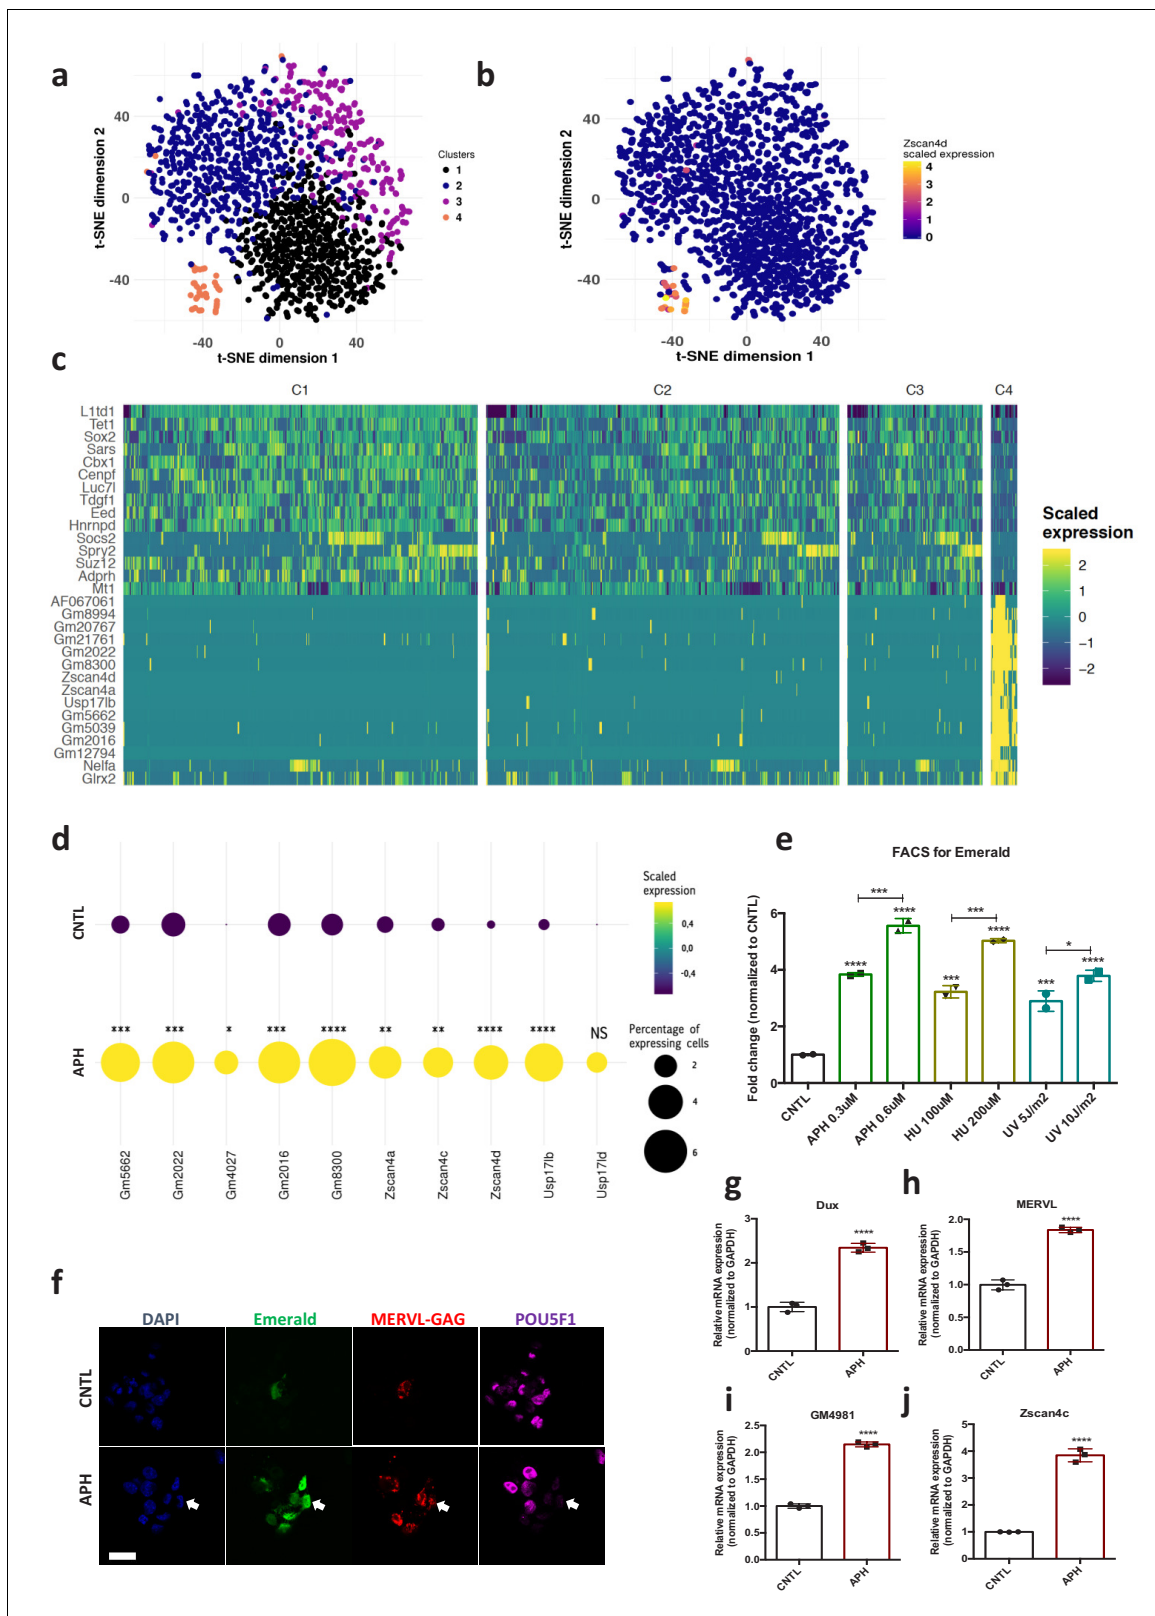 a
t-SNE dimension 2
40
0
-40
-40
0
40
t-SNE dimension 1
Clusters
1
2
3
4
b
t-SNE dimension 2
40
0
-40
-40
0
40
t-SNE dimension 1
Zscan4d
scaled expression
4
3
2
1
0
c
C1
C2
C3
C4
L1td1
Tet1
Sox2
Sars
Cbx1
Cenpf
Luc7l
Tdgf1
Eed
Hnrnpd
Socs2
Spry2
Suz12
Adprh
Mt1
AF067061
Gm8994
Gm20767
Gm21761
Gm2022
Gm8300
Zscan4d
Zscan4a
Usp17lb
Gm5662
Gm5039
Gm2016
Gm12794
Nelfa
Glrx2
Scaled
expression
2
1
0
−1
−2
d
CNTL
APH
*** *** * *** **** ** ** **** **** NS
Gm5662
Gm2022
Gm4027
Gm2016
Gm8300
Zscan4a
Zscan4c
Zscan4d
Usp17lb
Usp17ld
Scaled
expression
0,4
0,0
-0,4
Percentage of
expressing cells
2
4
6
e
FACS for Emerald
Fold change (normalized to CNTL)
6
4
2
0
*** *** *
**** **** *** **** *** ****
CNTL
APH 0.3uM
APH 0.6uM
HU 100uM
HU 200uM
UV 5J/m2
UV 10J/m2
f
DAPI
Emerald
MERVL-GAG
POU5F1
CNTL
APH
g
Dux
Relative mRNA expression
(normalized to GAPDH)
3
2
1
0
****
CNTL
APH
h
MERVL
Relative mRNA expression
(normalized to GAPDH)
2.0
1.5
1.0
0.5
0.0
****
CNTL
APH
i
GM4981
Relative mRNA expression
(normalized to GAPDH)
2.5
2.0
1.5
1.0
0.5
0.0
****
CNTL
APH
j
Zscan4c
Relative mRNA expression
(normalized to GAPDH)
5
4
3
2
1
0
****
CNTL
APH